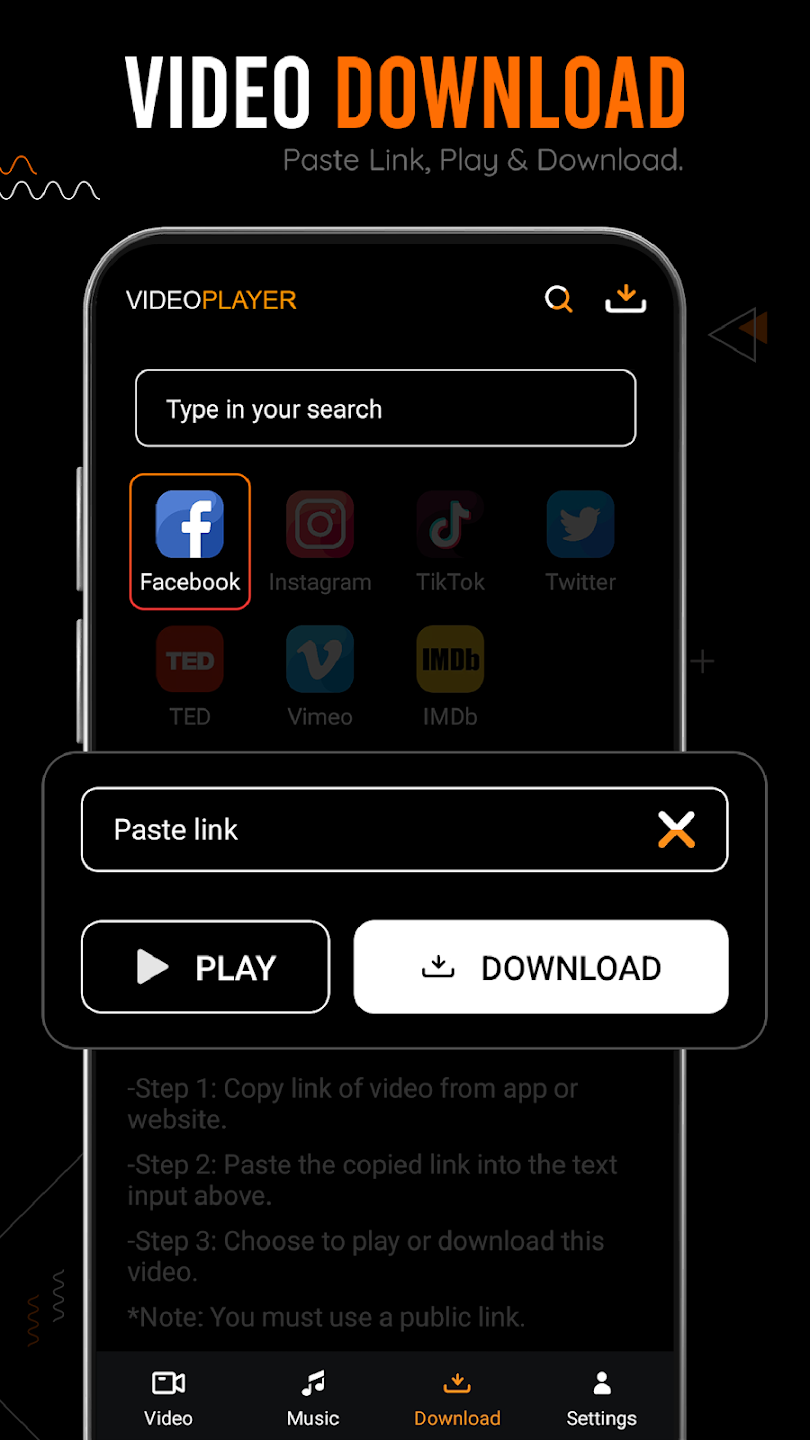 VIDEO DOWNLOAD
Paste Link, Play & Download.
VIDEOPLAYER
Type in your search
Facebook Instagram TikTok Twitter
TED IMDb
TED Vimeo IMDb
Paste link
PLAY DOWNLOAD
-Step 1: Copy link of video from app or
website.
-Step 2: Paste the copied link into the text
input above.
-Step 3: Choose to play or download this
video.
*Note: You must use a public link.
Video Music Download Settings